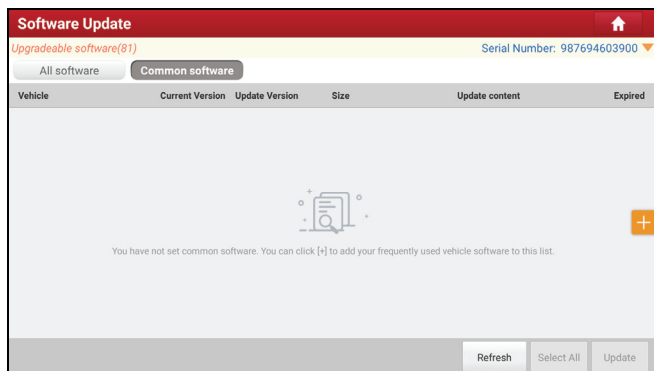 Software Update
Upgradeable software(81)
Serial Number: 987694603900
All software
Common software
Vehicle Current Version Update Version Size Update content Expired
You have not set common software. You can click [+] to add your frequently used vehicle software to this list.
Refresh Select All Update